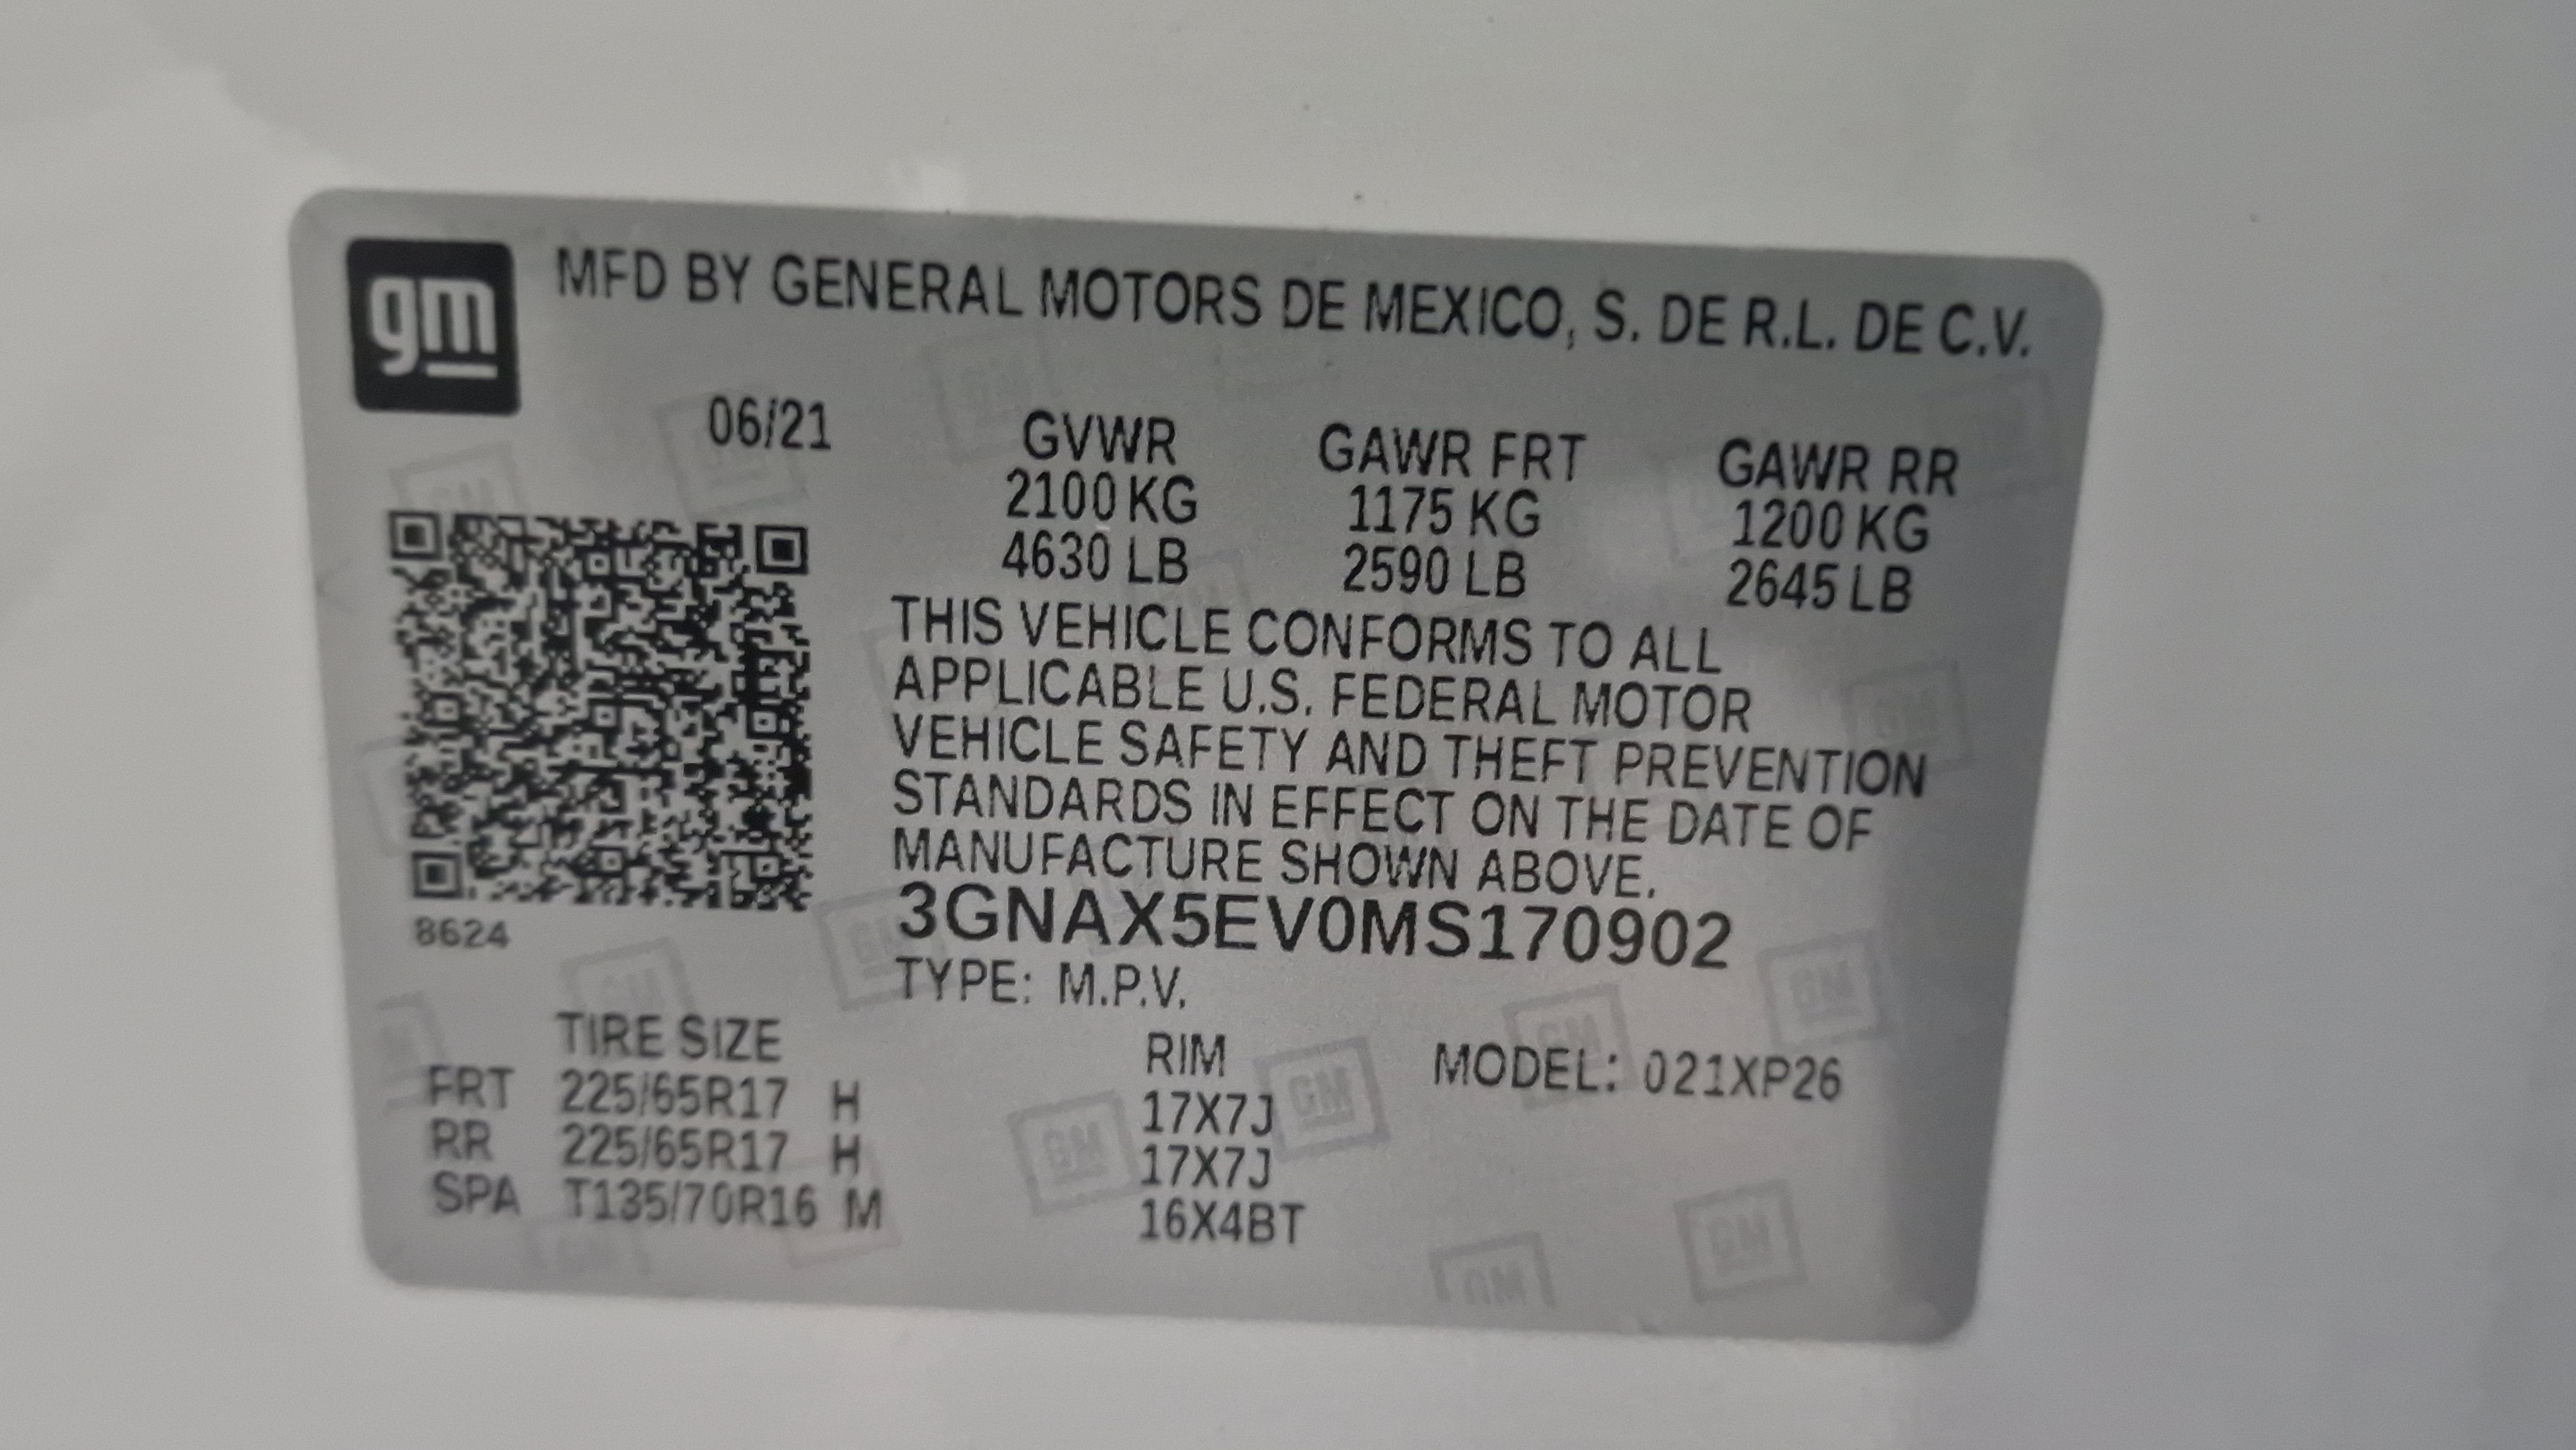 gm
MFD BY GENERAL MOTORS DE MEXICO, S. DE R.L. DE C.V.
06/21
GVWR GAWR FRT GAWR RR
2100 KG 1175 KG 1200 KG
4630 LB 2590 LB 2645 LB
THIS VEHICLE CONFORMS TO ALL
APPLICABLE U.S. FEDERAL MOTOR
VEHICLE SAFETY AND THEFT PREVENTION
STANDARDS IN EFFECT ON THE DATE OF
MANUFACTURE SHOWN ABOVE.
3GNAX5EV0MS170902
8624
TYPE: M.P.V.
TIRE SIZE RIM MODEL: 021XP26
FRT 225/65R17 H 17X7J
RR 225/65R17 H 17X7J
SPA T135/70R16 M 16X4BT